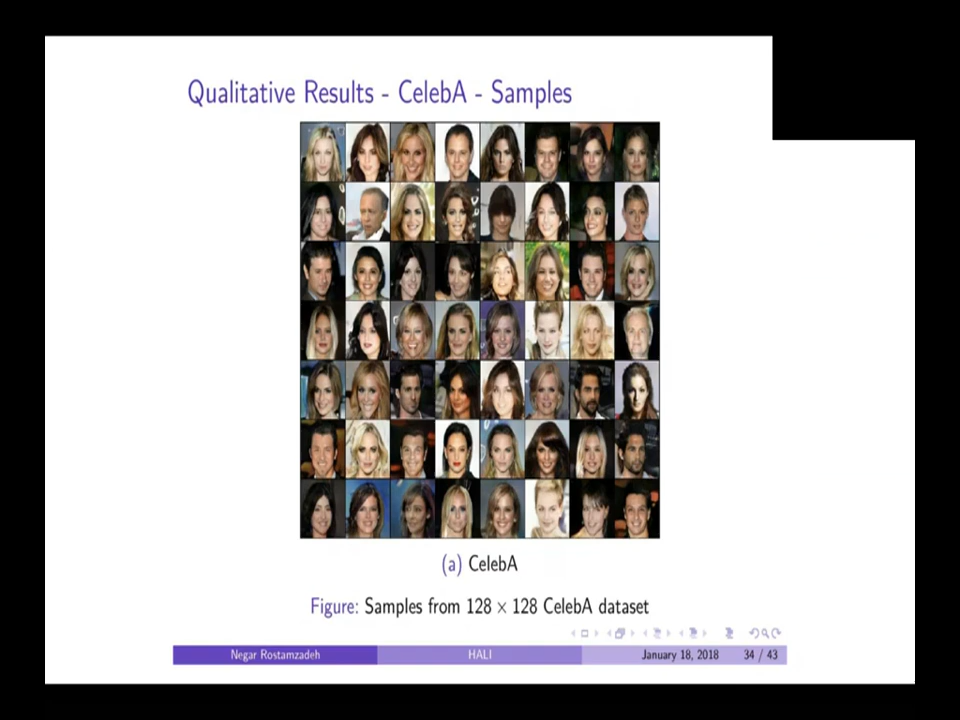 Qualitative Results - CelebA - Samples
(a) CelebA
Figure: Samples from 128 × 128 CelebA dataset
Negar Rostamzadeh HALI January 18, 2018 34 / 43